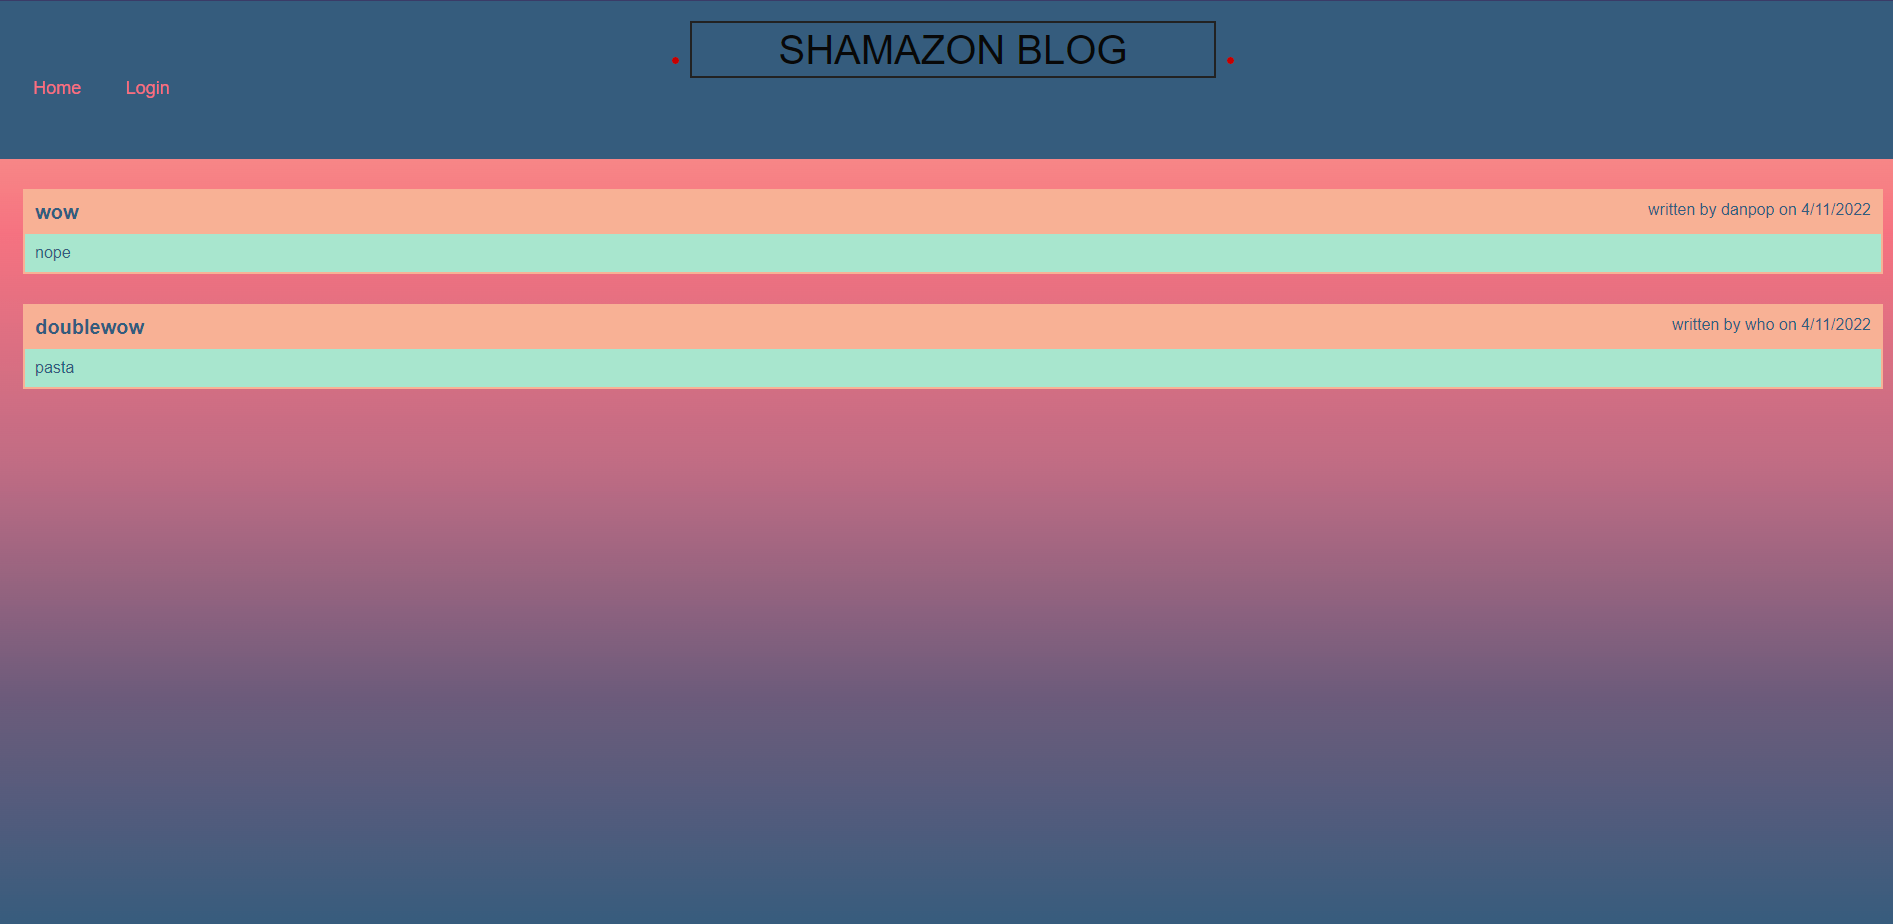 SHAMAZON BLOG
Home Login
wow written by danpop on 4/11/2022
nope
doublewow written by who on 4/11/2022
pasta